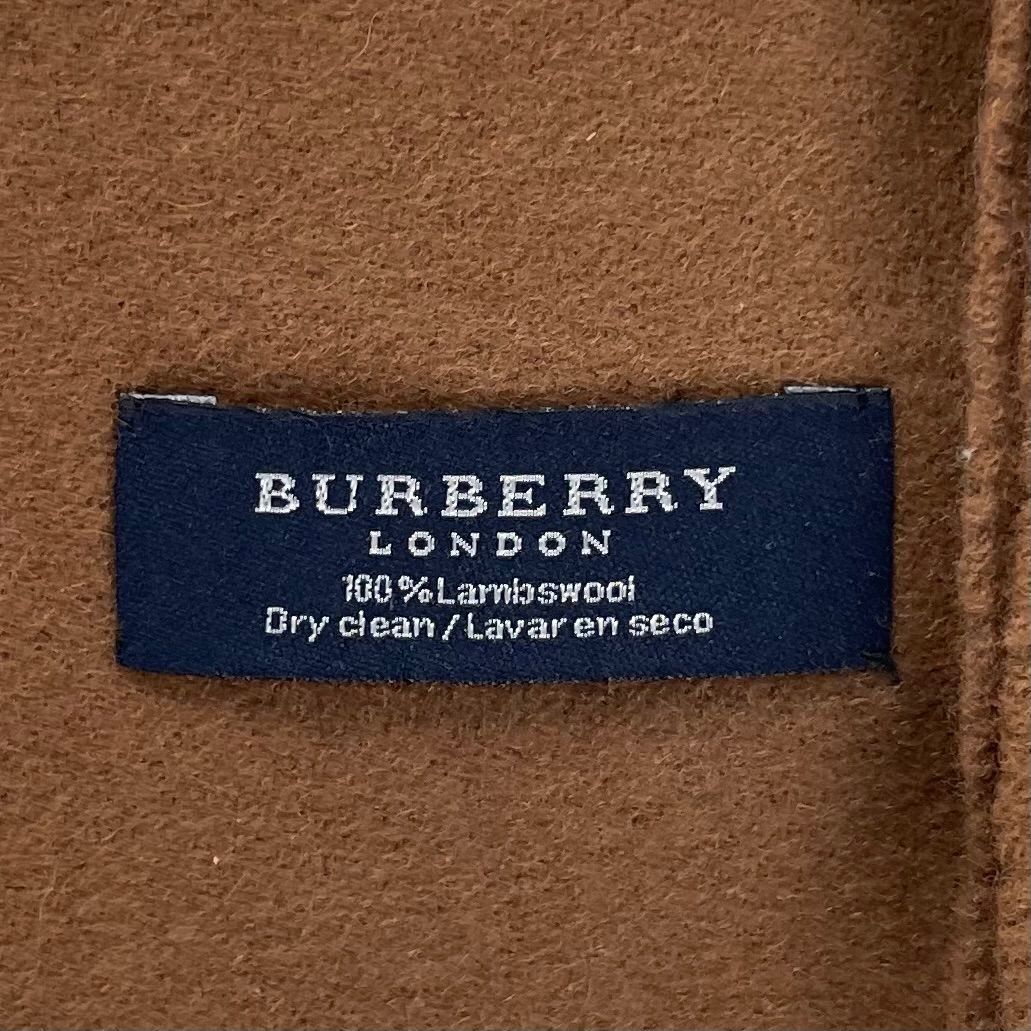 BURBERRY
LONDON
100% Lambswool
Dry clean / Lavar en seco